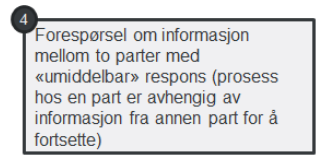 4
Forespørsel om informasjon
mellom to parter med
«umiddelbar» respons (prosess
hos en part er avhengig av
informasjon fra annen part for å
fortsette)